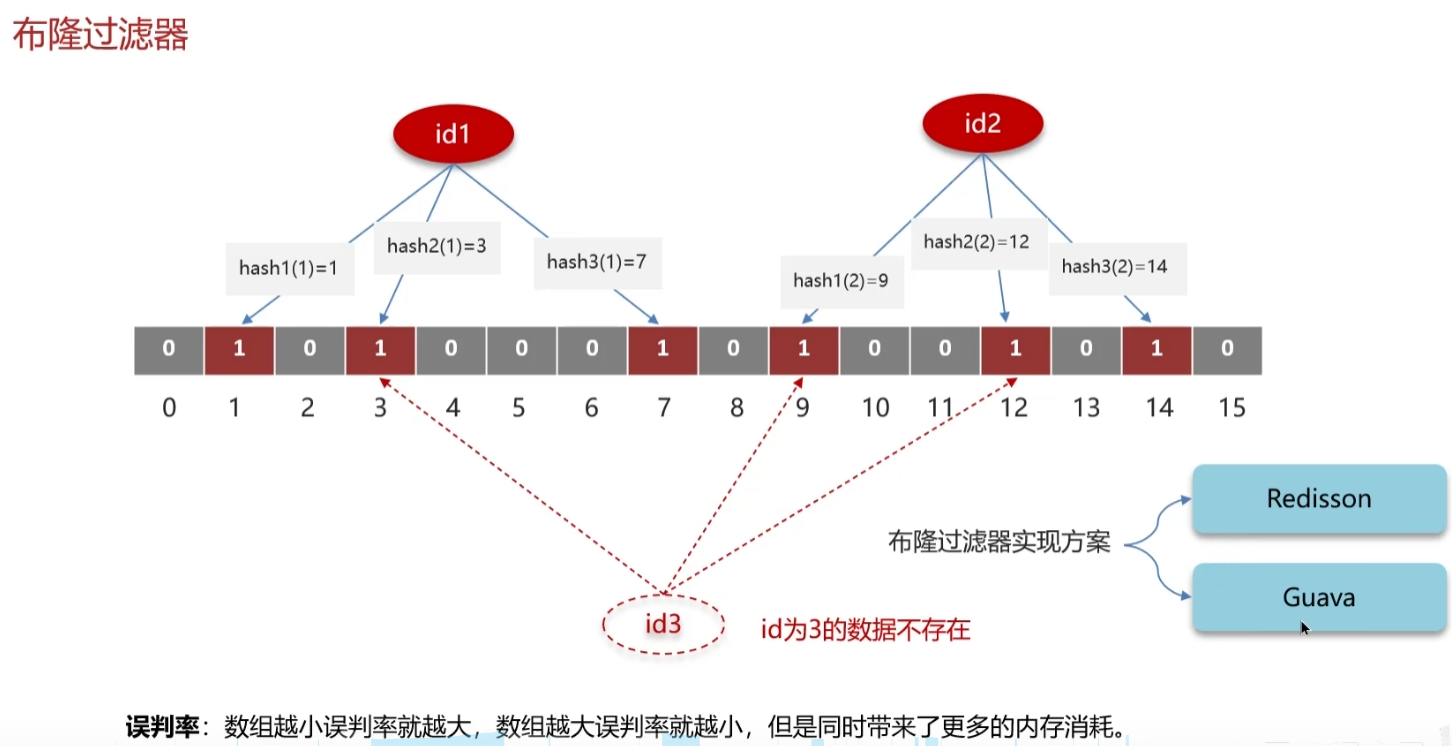 布隆过滤器
id1
id2
hash1(1)=1
hash2(1)=3
hash3(1)=7
hash1(2)=9
hash2(2)=12
hash3(2)=14
0 1 0 1 0 0 0 1 0 1 0 0 1 0 1 0
0 1 2 3 4 5 6 7 8 9 10 11 12 13 14 15
Redisson
布隆过滤器实现方案
Guava
id3
id为3的数据不存在
误判率：数组越小误判率就越大，数组越大误判率就越小，但是同时带来了更多的内存消耗。